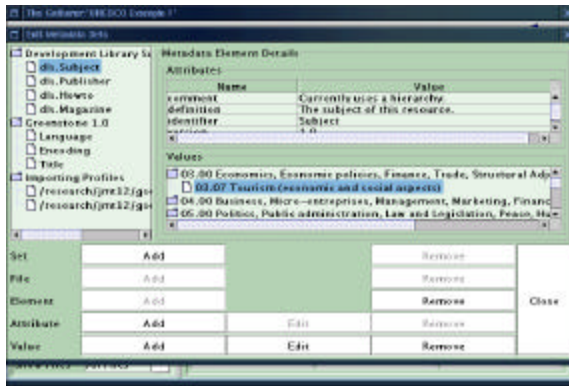 The Gatherer "UNESCO Example 1"
Edit Metadata Sets
Development Library Su
dls.Subject
dls.Publisher
dls.Howto
dls.Magazine
Greenstone 1.0
Language
Encoding
Title
Importing Profiles
/research/jmt12/gs
/research/jmt12/gs
Metadata Element Details
Attributes
Name Value
comment Currently uses a hierarchy.
definition The subject of this resource.
identifier Subject
version 1.0
Values
03.00 Economics, Economic policies, Finance, Trade, Structural Adj
03.07 Tourism (economic and social aspects)
04.00 Business, Micro-entreprises, Management, Marketing, Financ
05.00 Politics, Public administration, Law and Legislation, Peace, Hu
Set Add Remove
File Add Remove
Element Add Remove Close
Attribute Add Edit Remove
Value Add Edit Remove